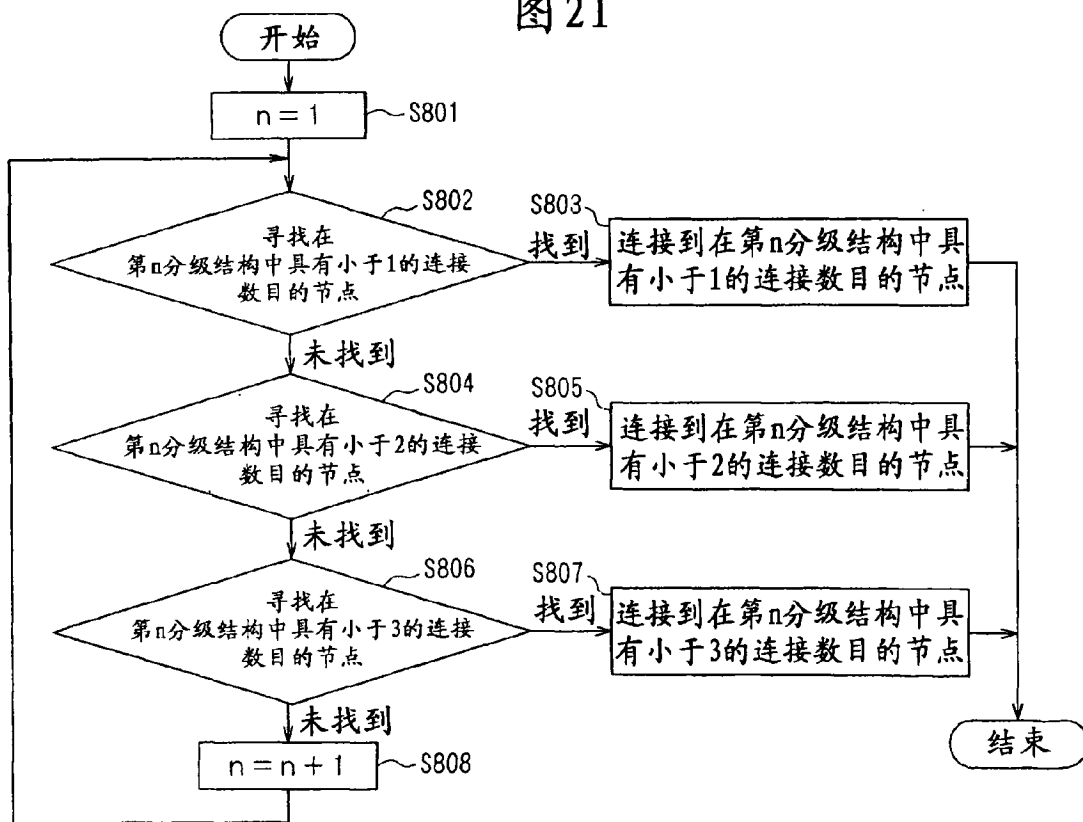 图21
开始
n=1
S801
S802
寻找在
第n分级结构中具有小于1的连接
数目的节点
找到
S803
连接到在第n分级结构中具
有小于1的连接数目的节点
未找到
S804
寻找在
第n分级结构中具有小于2的连接
数目的节点
找到
S805
连接到在第n分级结构中具
有小于2的连接数目的节点
未找到
S806
寻找在
第n分级结构中具有小于3的连接
数目的节点
找到
S807
连接到在第n分级结构中具
有小于3的连接数目的节点
未找到
n=n+1
S808
结束